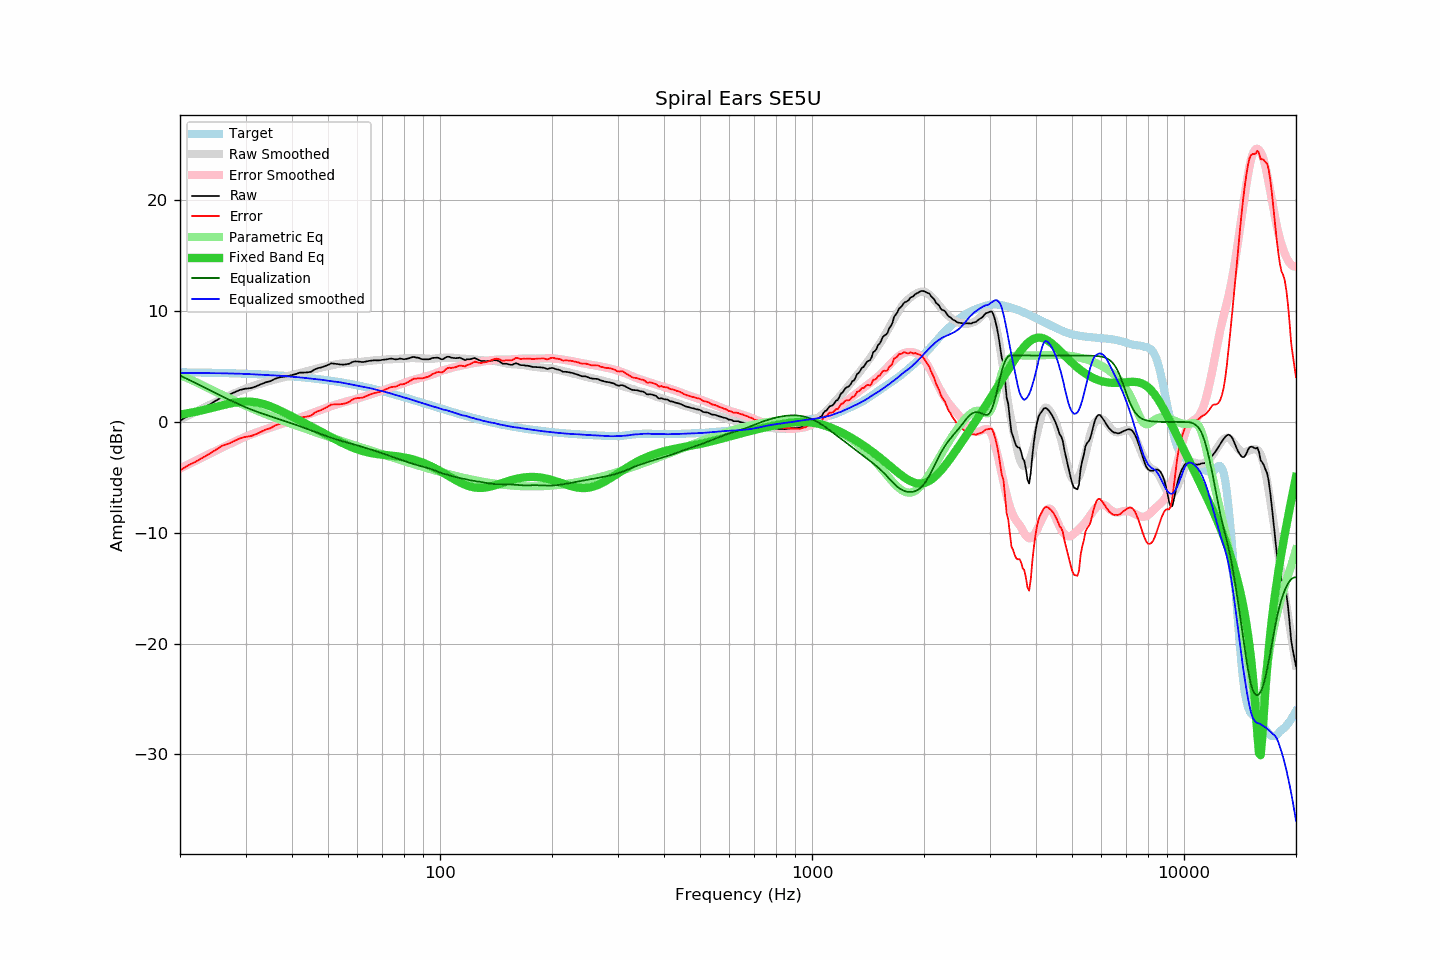 Spiral Ears SE5U
Target
Raw Smoothed
Error Smoothed
Raw
Error
Parametric Eq
Fixed Band Eq
Equalization
Equalized smoothed
20
10
0
−10
−20
−30
Amplitude (dBr)
100
1000
10000
Frequency (Hz)